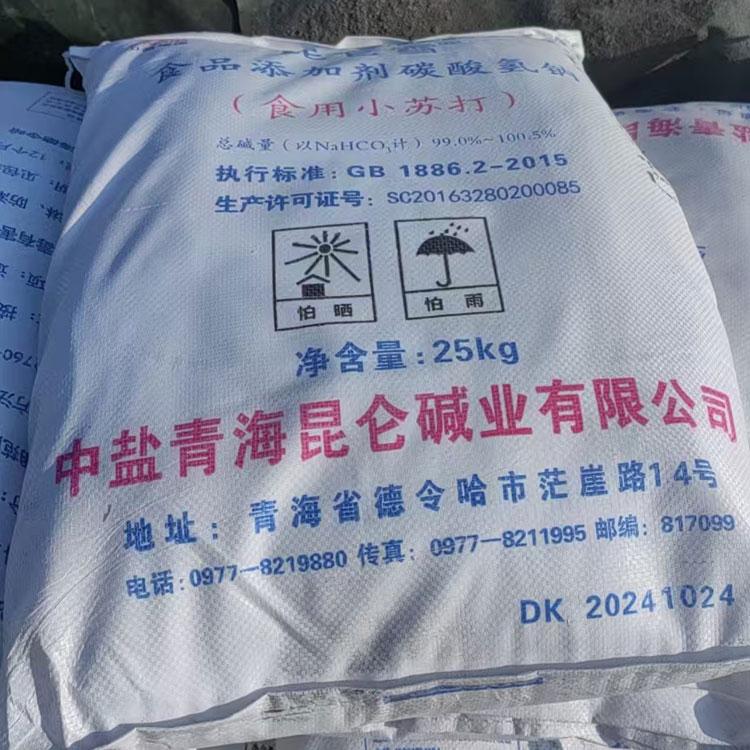 食品添加剂碳酸氢钠
（食用小苏打）
总碱量（以NaHCO₃计）99.0%~100.5%
执行标准：GB 1886.2-2015
生产许可证号：SC20163280200085
怕晒
怕雨
净含量：25kg
中盐青海昆仑碱业有限公司
地址：青海省德令哈市茫崖路14号
电话：0977-8219880 传真：0977-8211995 邮编：817099
DK 20241024